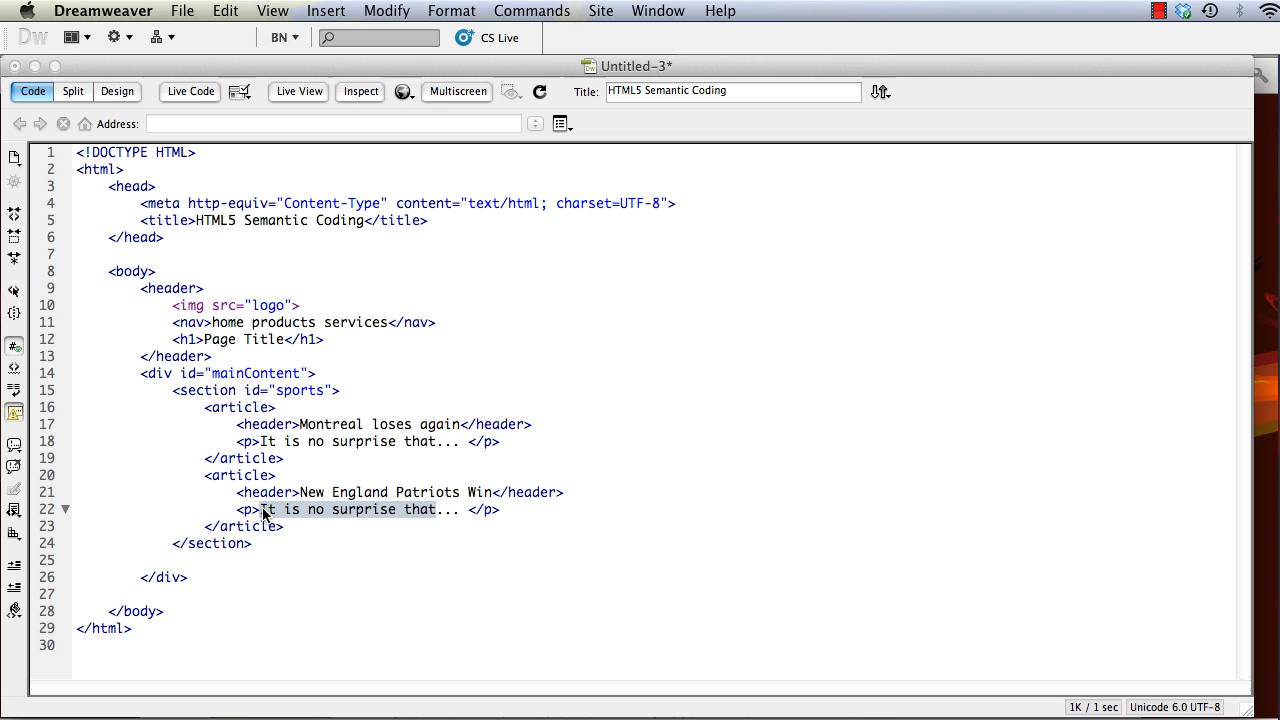 Dreamweaver File Edit View Insert Modify Format Commands Site Window Help
Dw BN CS Live
Dw Untitled-3*
Code Split Design Live Code Live View Inspect Multiscreen Title: HTML5 Semantic Coding
Address:
1 <!DOCTYPE HTML>
2 <html>
3 <head>
4 <meta http-equiv="Content-Type" content="text/html; charset=UTF-8">
5 <title>HTML5 Semantic Coding</title>
6 </head>
7
8 <body>
9 <header>
10 <img src="logo">
11 <nav>home products services</nav>
12 <h1>Page Title</h1>
13 </header>
14 <div id="mainContent">
15 <section id="sports">
16 <article>
17 <header>Montreal loses again</header>
18 <p>It is no surprise that... </p>
19 </article>
20 <article>
21 <header>New England Patriots Win</header>
22 <p>It is no surprise that... </p>
23 </article>
24 </section>
25
26 </div>
27
28 </body>
29 </html>
30
1K / 1 sec Unicode 6.0 UTF-8